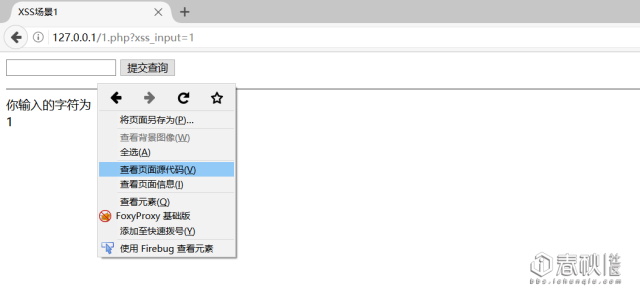 XSS场景1
127.0.0.1/1.php?xss_input=1
提交查询
你输入的字符为
1
将页面另存为(P)...
查看背景图像(W)
全选(A)
查看页面源代码(V)
查看页面信息(I)
查看元素(Q)
FoxyProxy 基础版
添加至快速拨号(Y)
使用 Firebug 查看元素
春秋 社区
bbs.ichunqiu.com